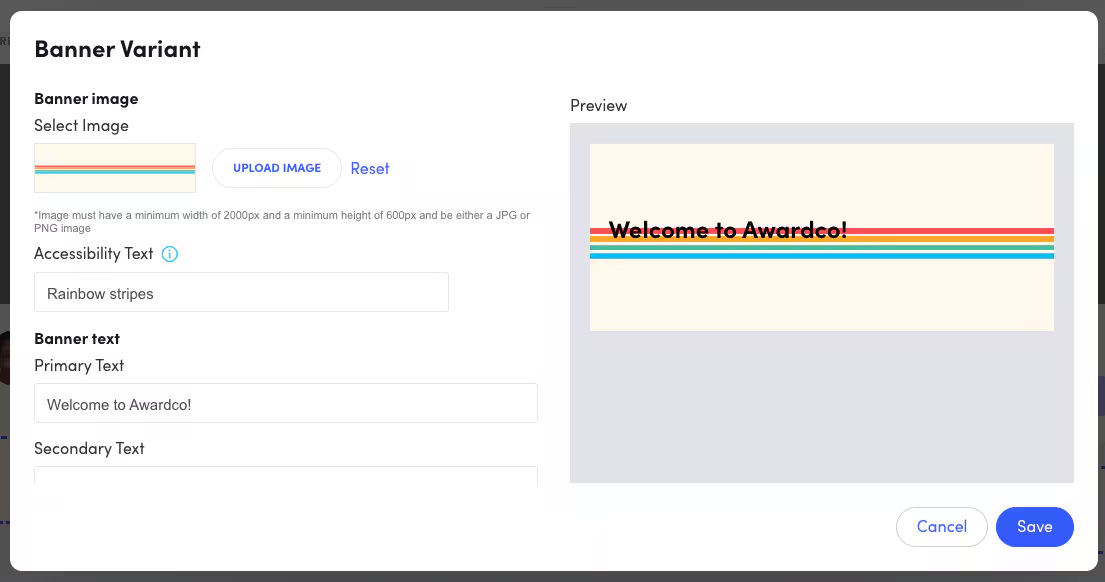 Banner Variant
Banner image
Select Image
UPLOAD IMAGE
Reset
*Image must have a minimum width of 2000px and a minimum height of 600px and be either a JPG or
PNG image
Accessibility Text
Rainbow stripes
Banner text
Primary Text
Welcome to Awardco!
Secondary Text
Preview
Welcome to Awardco!
Cancel
Save